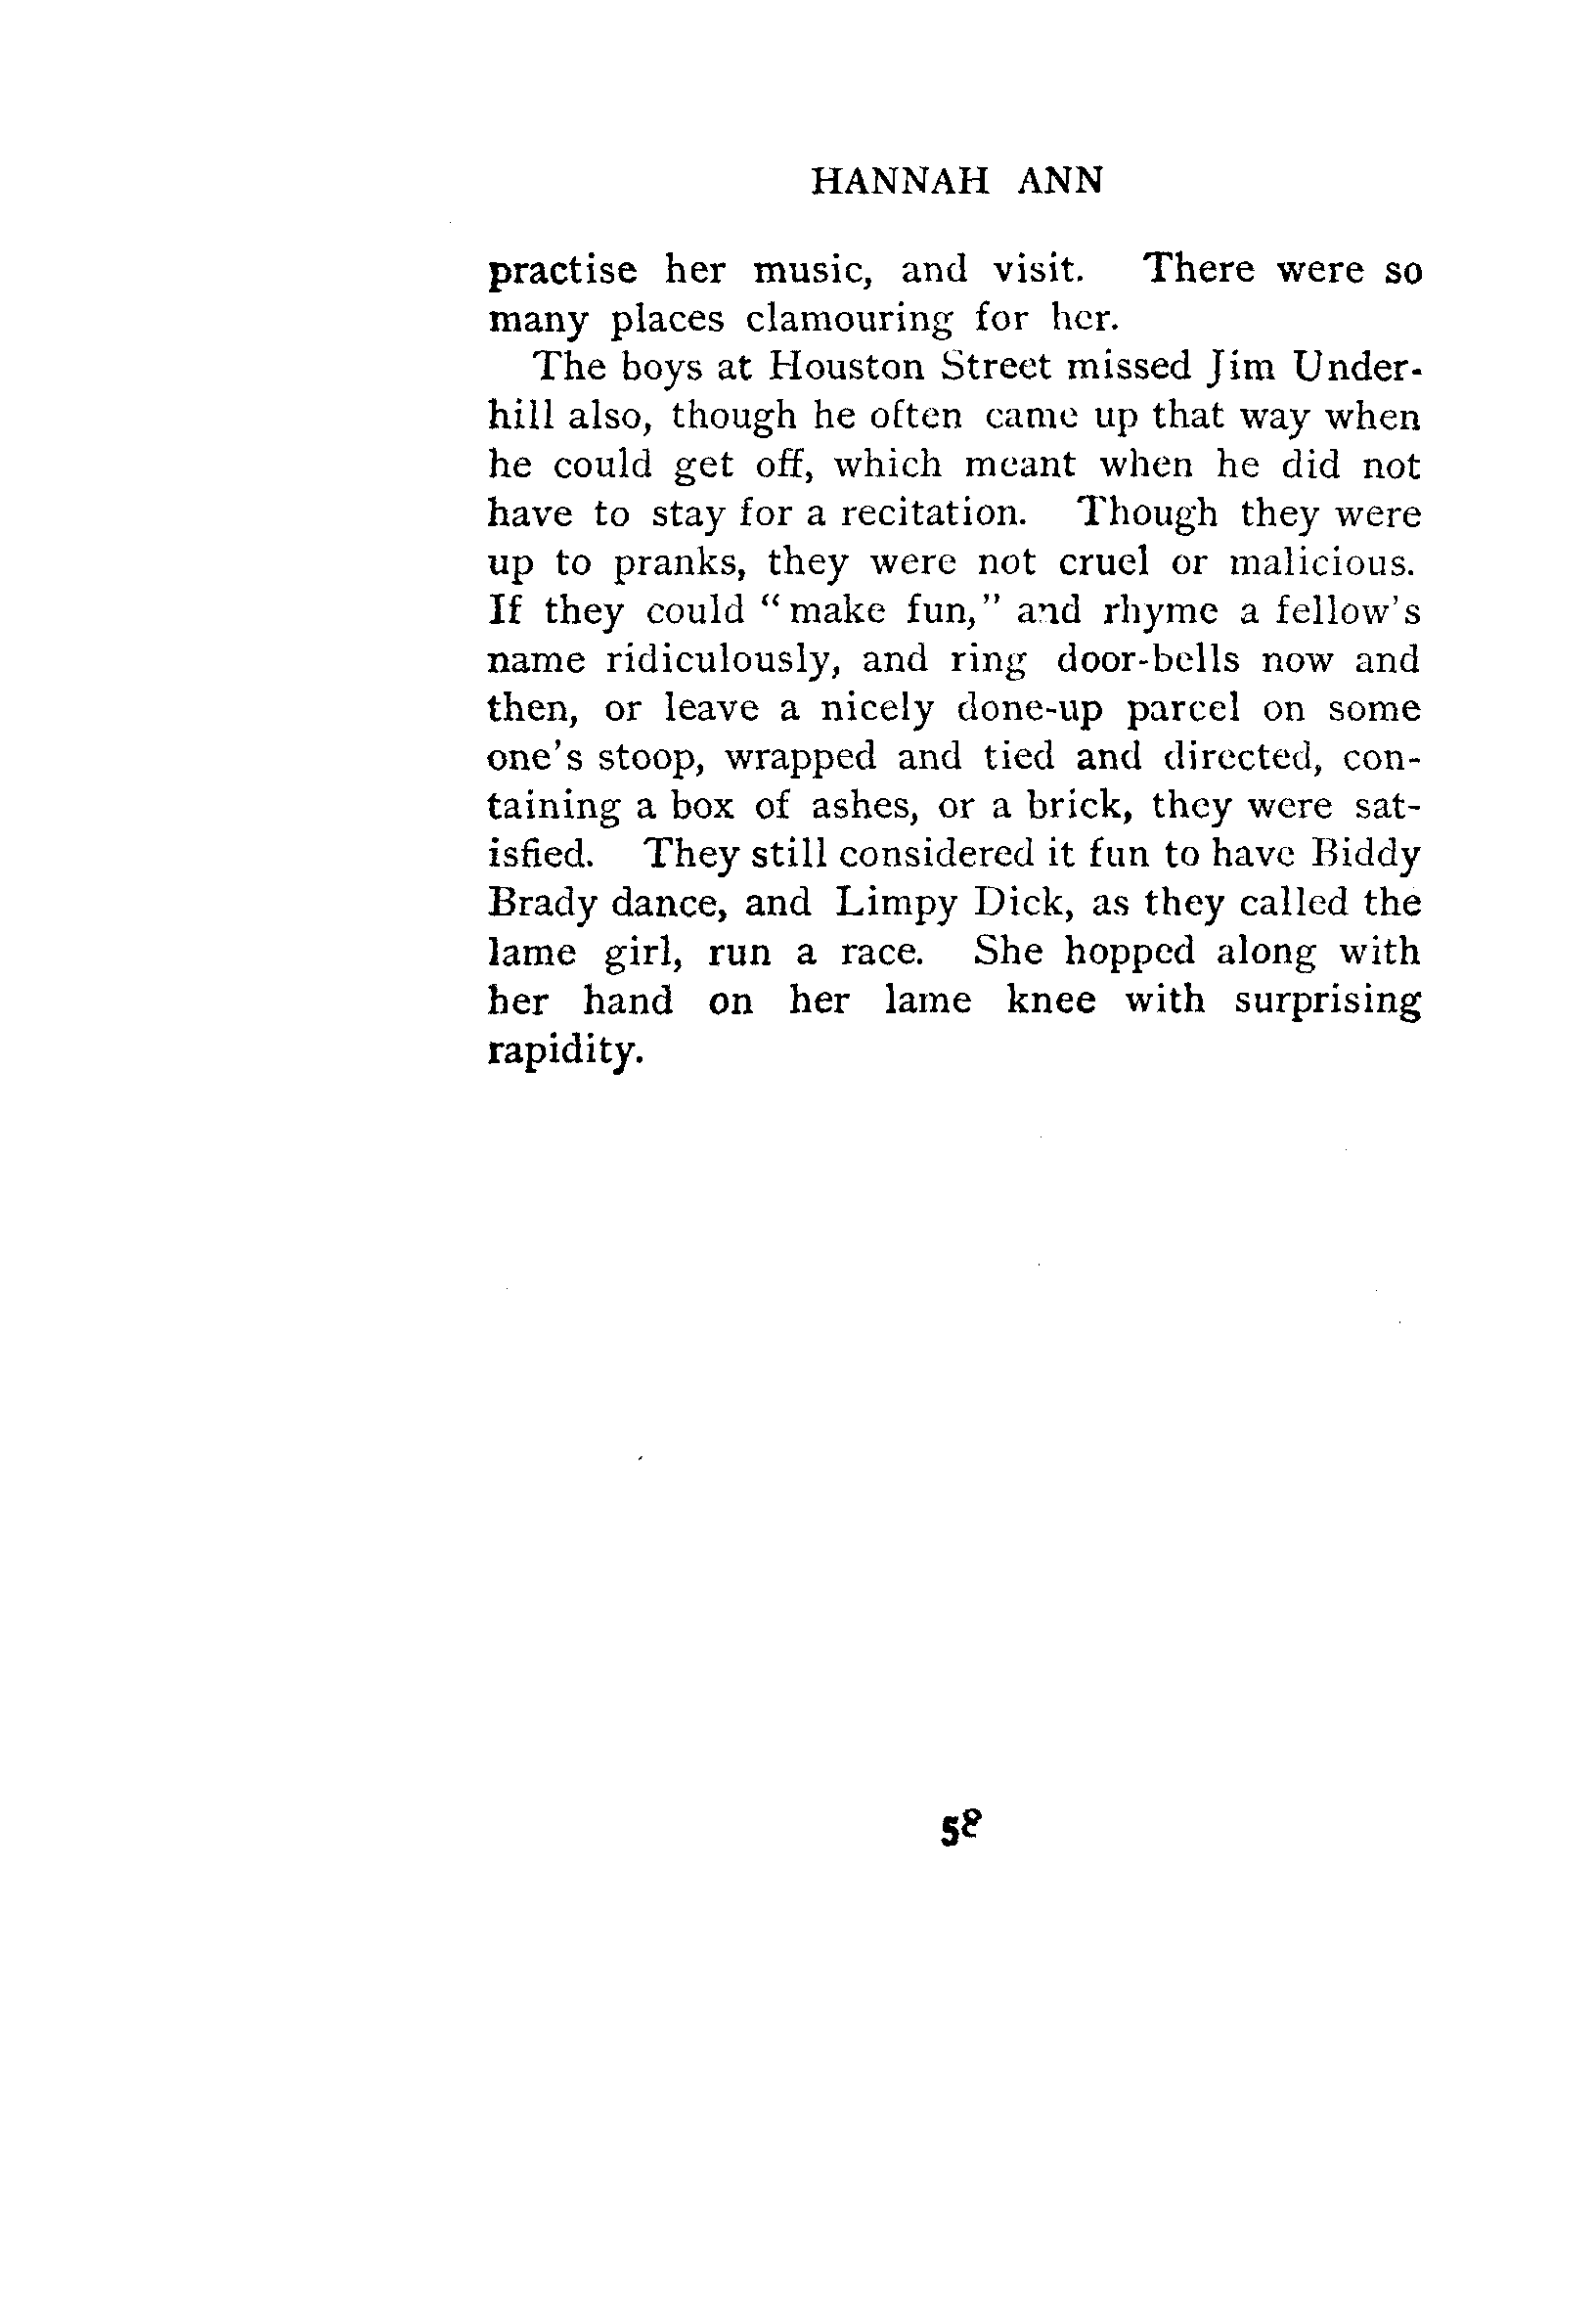 HANNAH ANN
practise her music, and visit. There were so
many places clamouring for her.
The boys at Houston Street missed Jim Under-
hill also, though he often came up that way when
he could get off, which meant when he did not
have to stay for a recitation. Though they were
up to pranks, they were not cruel or malicious.
If they could "make fun," and rhyme a fellow's
name ridiculously, and ring door-bells now and
then, or leave a nicely done-up parcel on some
one's stoop, wrapped and tied and directed, con-
taining a box of ashes, or a brick, they were sat-
isfied. They still considered it fun to have Biddy
Brady dance, and Limpy Dick, as they called the
lame girl, run a race. She hopped along with
her hand on her lame knee with surprising
rapidity.
58